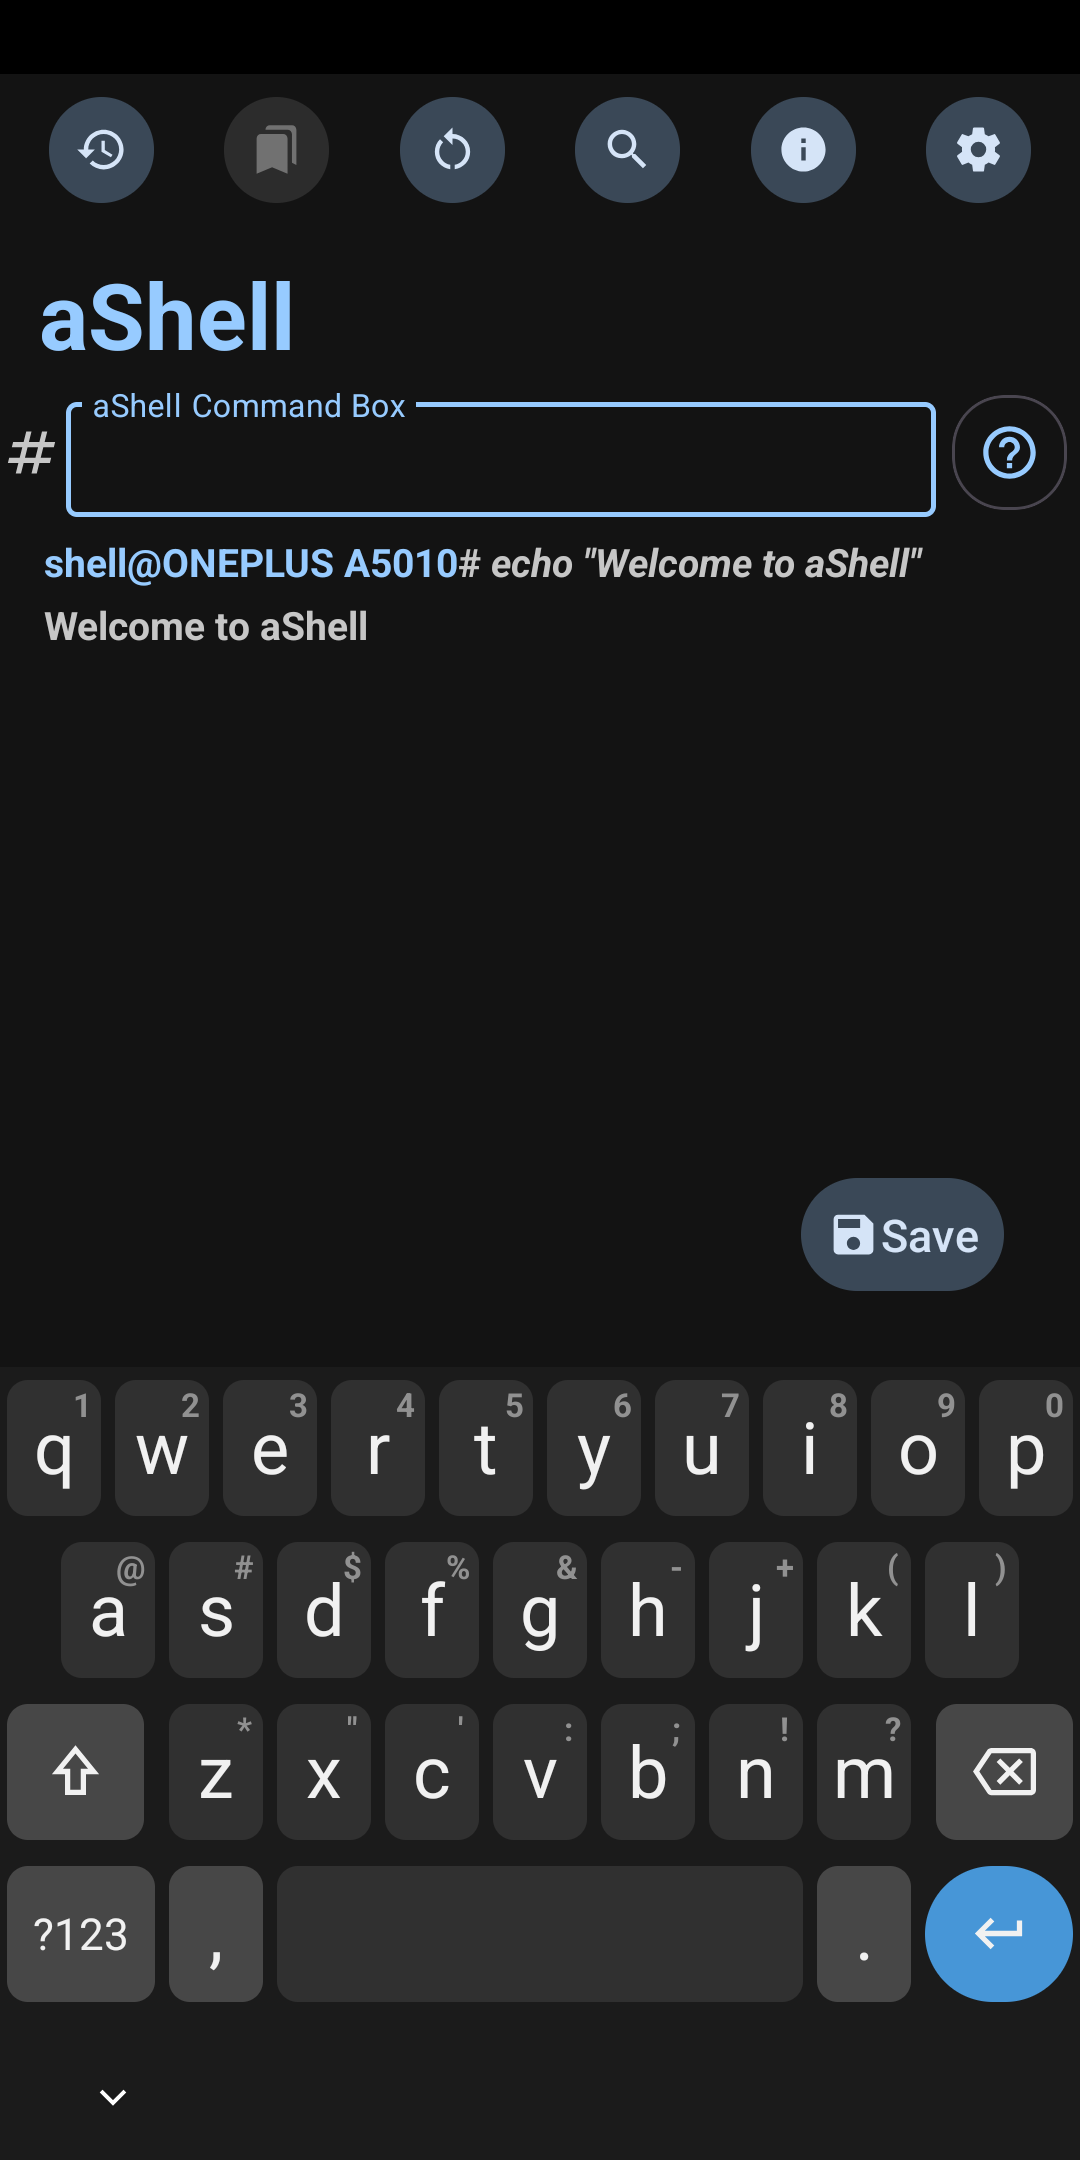 aShell
aShell Command Box
#
shell@ONEPLUS A5010# echo "Welcome to aShell"
Welcome to aShell
Save
1 2 3 4 5 6 7 8 9 0
q w e r t y u i o p
@ # $ % & - + ( )
a s d f g h j k l
* " ' : ; ! ?
z x c v b n m
?123 , .